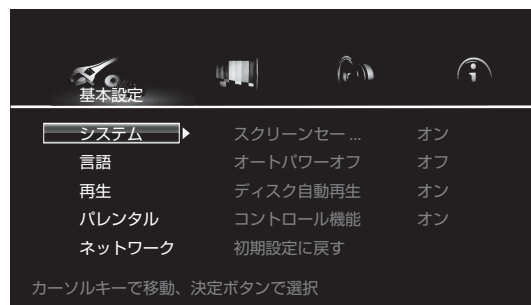 基本設定
システム スクリーンセー ... オン
言語 オートパワーオフ オフ
再生 ディスク自動再生 オン
パレンタル コントロール機能 オン
ネットワーク 初期設定に戻す
カーソルキーで移動、決定ボタンで選択